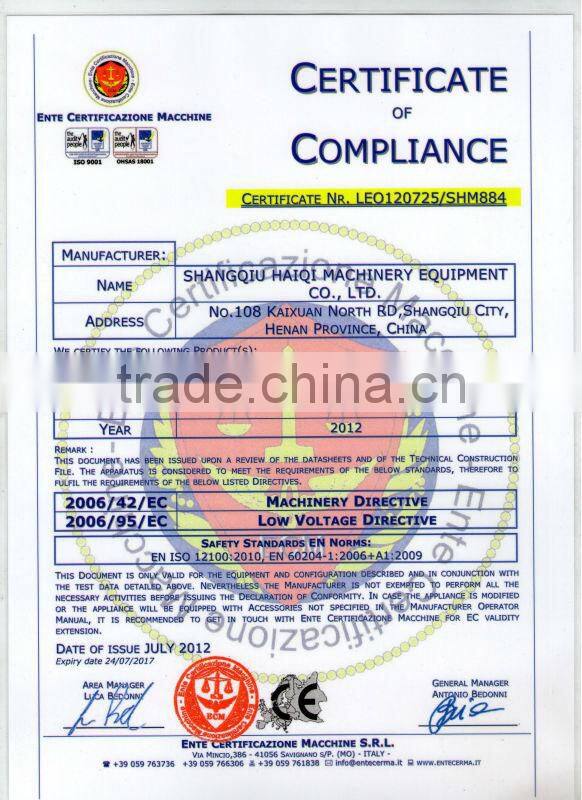 CERTIFICATE
OF
COMPLIANCE
ENTE CERTIFICAZIONE MACCHINE
ISO 9001
OHSAS 18001
CERTIFICATE NR. LEO120725/SHM884
MANUFACTURER:
NAME
SHANGQIU HAIQI MACHINERY EQUIPMENT
CO., LTD.
ADDRESS
NO.108 KAIXUAN NORTH RD,SHANGQIU CITY,
HENAN PROVINCE, CHINA
WE CERTIFY THE FOLLOWING PRODUCT(S):
trade.china.cn
YEAR
2012
REMARK :
THIS DOCUMENT HAS BEEN ISSUED UPON A REVIEW OF THE DATASHEETS AND OF THE TECHNICAL CONSTRUCTION
FILE. THE APPARATUS IS CONSIDERED TO MEET THE REQUIREMENTS OF THE BELOW STANDARDS, THEREFORE TO
FULFIL THE REQUIREMENTS OF THE BELOW LISTED DIRECTIVES.
2006/42/EC MACHINERY DIRECTIVE
2006/95/EC LOW VOLTAGE DIRECTIVE
SAFETY STANDARDS EN NORMS:
EN ISO 12100:2010, EN 60204-1:2006+A1:2009
THIS DOCUMENT IS ONLY VALID FOR THE EQUIPMENT AND CONFIGURATION DESCRIBED AND IN CONJUNCTION WITH
THE TEST DATA DETAILED ABOVE. NEVERTHELESS THE MANUFACTURER IS NOT EXEMPTED TO PERFORM ALL THE
NECESSARY ACTIVITIES BEFORE ISSUING THE DECLARATION OF CONFORMITY. IN CASE THE APPLIANCE IS MODIFIED
OR THE APPLIANCE WILL BE EQUIPPED WITH ACCESSORIES NOT SPECIFIED IN THE MANUFACTURER OPERATOR
MANUAL, IT IS RECOMMENDED TO GET IN TOUCH WITH ENTE CERTIFICAZIONE MACCHINE FOR EC VALIDITY
EXTENSION.
DATE OF ISSUE JULY 2012
Expiry date 24/07/2017
AREA MANAGER
LUCA BEDONNI
GENERAL MANAGER
ANTONIO BEDONNI
Ente Certificazione Macchine
ECM
CE
ENTE CERTIFICAZIONE MACCHINE S.R.L.
VIA MINCIO,386 - 41056 SAVIGNANO S/P. (MO) - ITALY -
+39 059 763736 +39 059 766306 +39 059 761838 info@entecerma.it WWW.ENTECERMA.IT